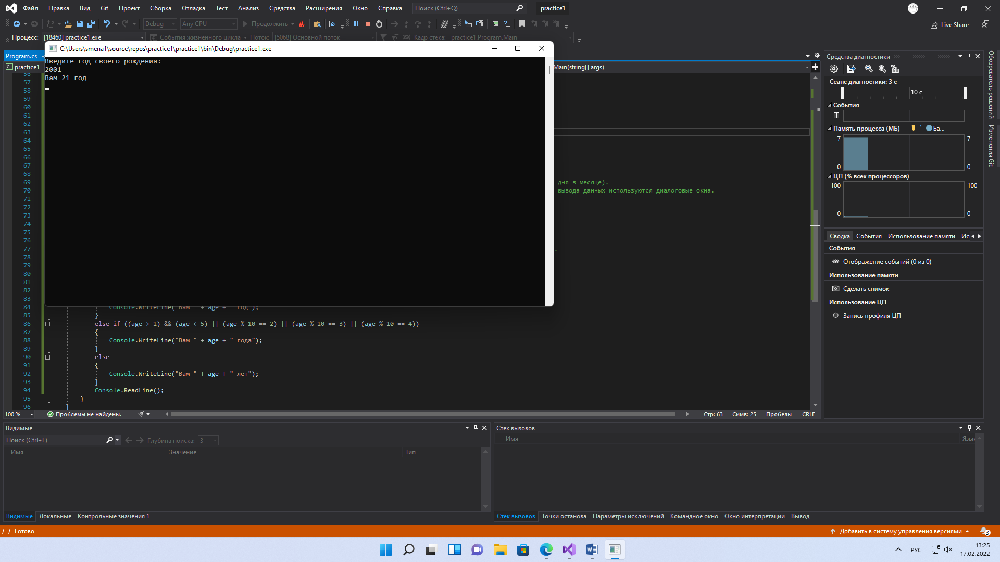 Файл Правка Вид Git Проект Сборка Отладка Тест Анализ Средства Расширения Окно Справка Поиск (Ctrl+Q) practice1
Debug Any CPU Продолжить Live Share
Процесс: [18460] practice1.exe События жизненного цикла Поток: [5068] Основной поток Кадр стека: practice1.Program.Main
C:\Users\smena1\source\repos\practice1\practice1\bin\Debug\practice1.exe
Введите год своего рождения:
2001
Вам 21 год
Program.cs
C# practice1
Main(string[] args)
56
57
58
59
60
61
62
63
64
65
66
67
68
69 дня в месяце).
70 вывода данных используются диалоговые окна.
71
72
73
74
75
76
77
78
79
80
81
82
83
84 Console.WriteLine("Вам " + age + " год");
85 }
86 else if ((age > 1) && (age < 5) || (age % 10 == 2) || (age % 10 == 3) || (age % 10 == 4))
87 {
88 Console.WriteLine("Вам " + age + " года");
89 }
90 else
91 {
92 Console.WriteLine("Вам " + age + " лет");
93 }
94 Console.ReadLine();
95 }
96 }
100 % Проблемы не найдены. Стр: 63 Симв: 25 Пробелы CRLF
Средства диагностики
Сеанс диагностики: 3 с
10 с
События
Память процесса (МБ) Ба...
7 7
0 0
ЦП (% всех процессоров)
100 100
0 0
Сводка События Использование памяти Ис
События
Отображение событий (0 из 0)
Использование памяти
Сделать снимок
Использование ЦП
Запись профиля ЦП
Обозреватель решений
Изменения Git
Видимые
Поиск (Ctrl+E) Глубина поиска: 3
Имя Значение Тип
Видимые Локальные Контрольные значения 1
Стек вызовов
Имя Язык
Стек вызовов Точки останова Параметры исключений Командное окно Окно интерпретации Вывод
Готово Добавить в систему управления версиями 3
РУС 13:25
17.02.2022